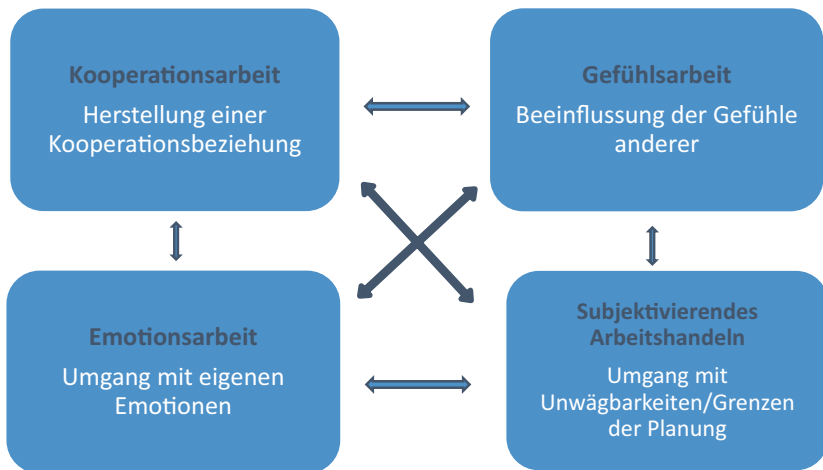 Kooperationsarbeit
Herstellung einer
Kooperationsbeziehung
Gefühlsarbeit
Beeinflussung der Gefühle
anderer
Emotionsarbeit
Umgang mit eigenen
Emotionen
Subjektivierendes
Arbeitshandeln
Umgang mit
Unwägbarkeiten/Grenzen
der Planung